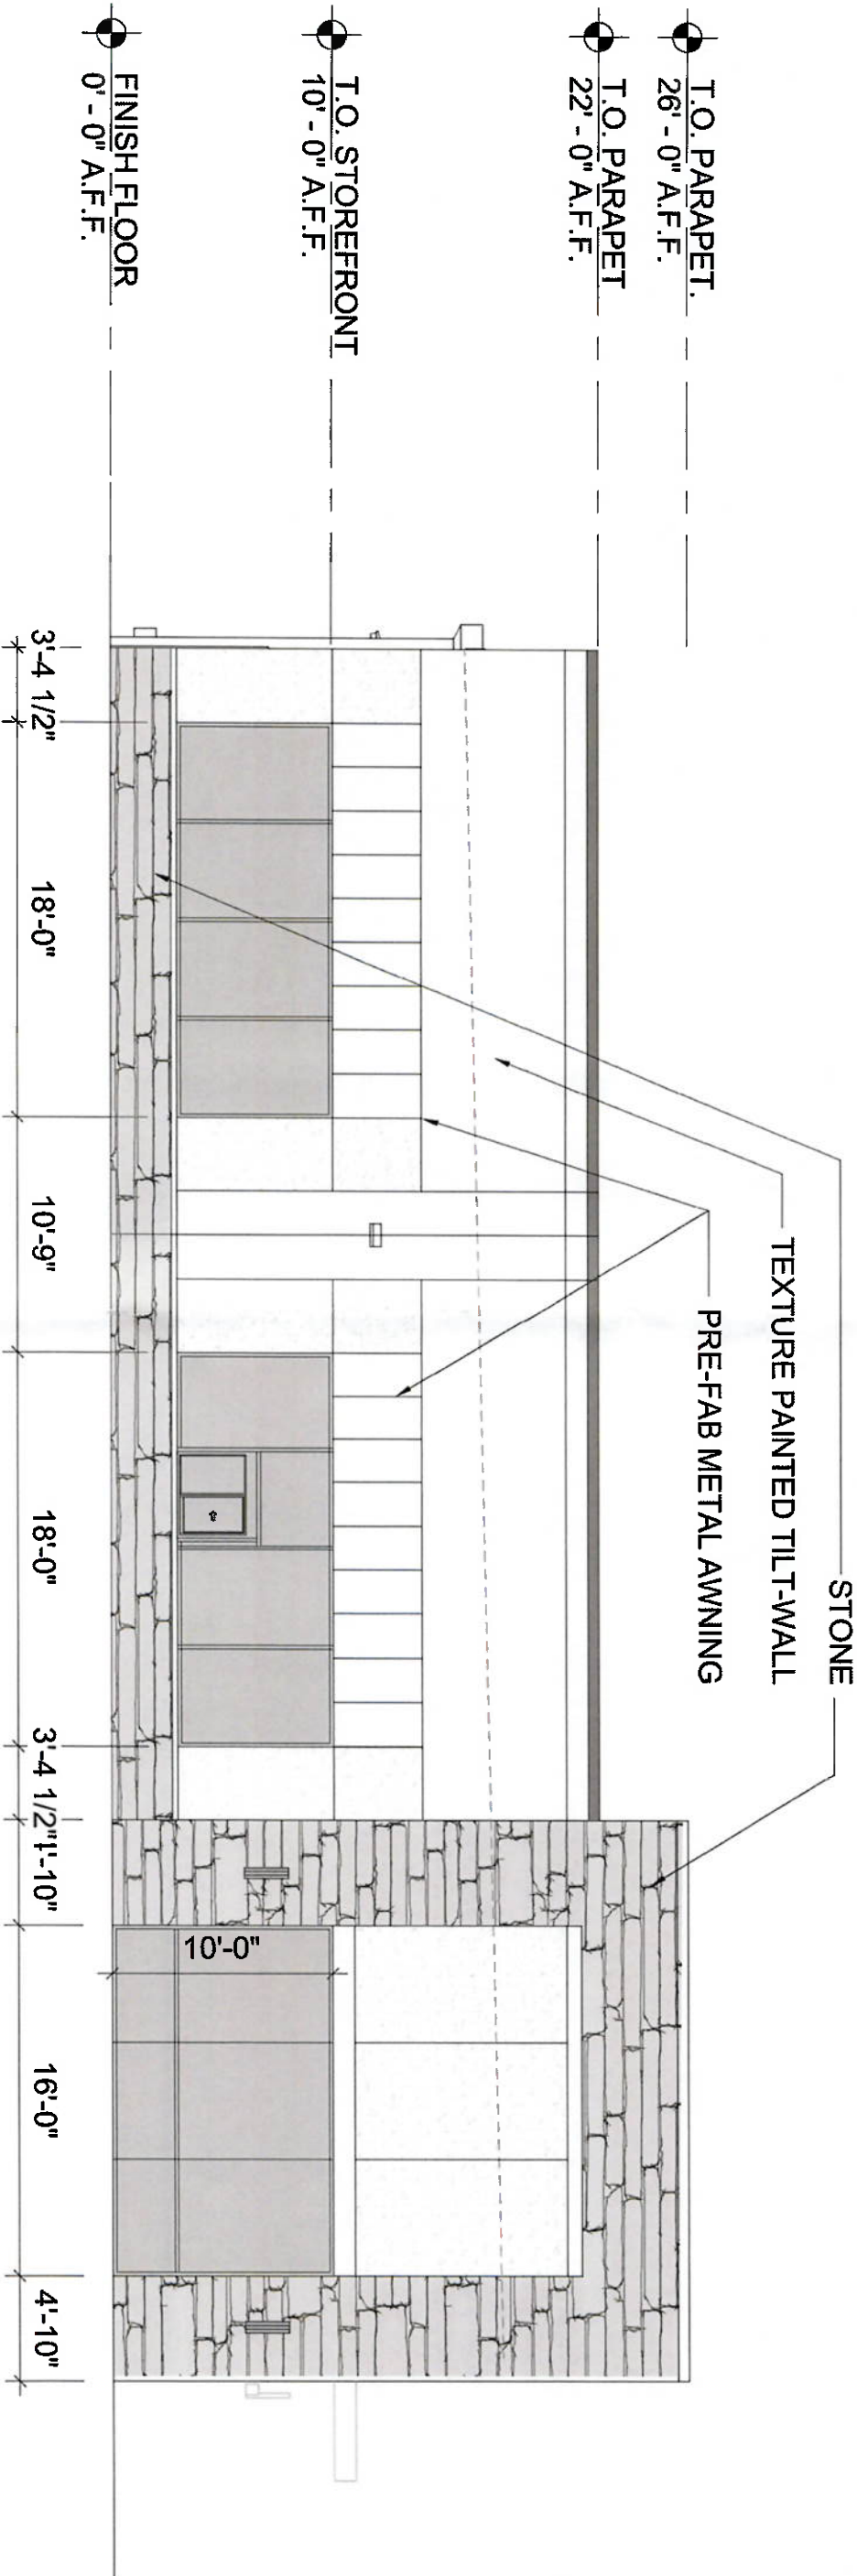 STONE
TEXTURE PAINTED TILT-WALL
PRE-FAB METAL AWNING
T.O. PARAPET.
26' - 0" A.F.F.
T.O. PARAPET
22' - 0" A.F.F.
T.O. STOREFRONT
10' - 0" A.F.F.
10'-0"
FINISH FLOOR
0' - 0" A.F.F.
3'-4 1/2"
18'-0"
10'-9"
18'-0"
3'-4 1/2"
16'-0"
4'-10"